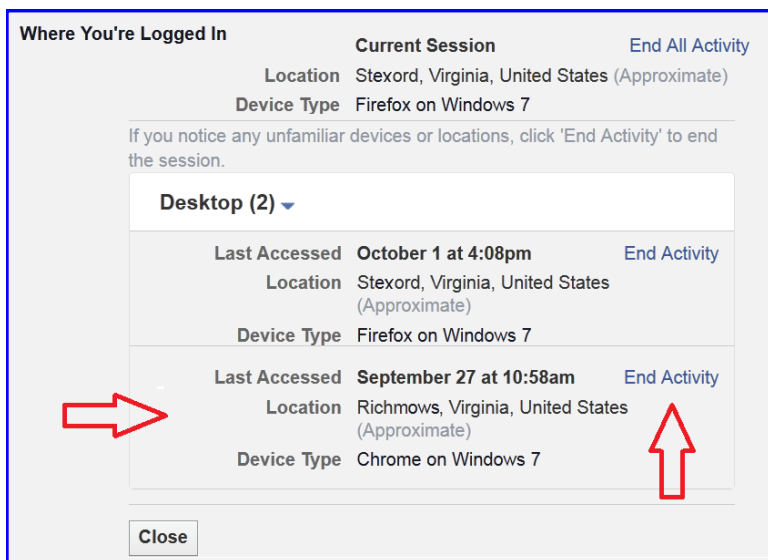 Where You're Logged In
Current Session End All Activity
Location Stexord, Virginia, United States (Approximate)
Device Type Firefox on Windows 7
If you notice any unfamiliar devices or locations, click 'End Activity' to end
the session.
Desktop (2)
Last Accessed October 1 at 4:08pm End Activity
Location Stexord, Virginia, United States
(Approximate)
Device Type Firefox on Windows 7
Last Accessed September 27 at 10:58am End Activity
Location Richmows, Virginia, United States
(Approximate)
Device Type Chrome on Windows 7
Close